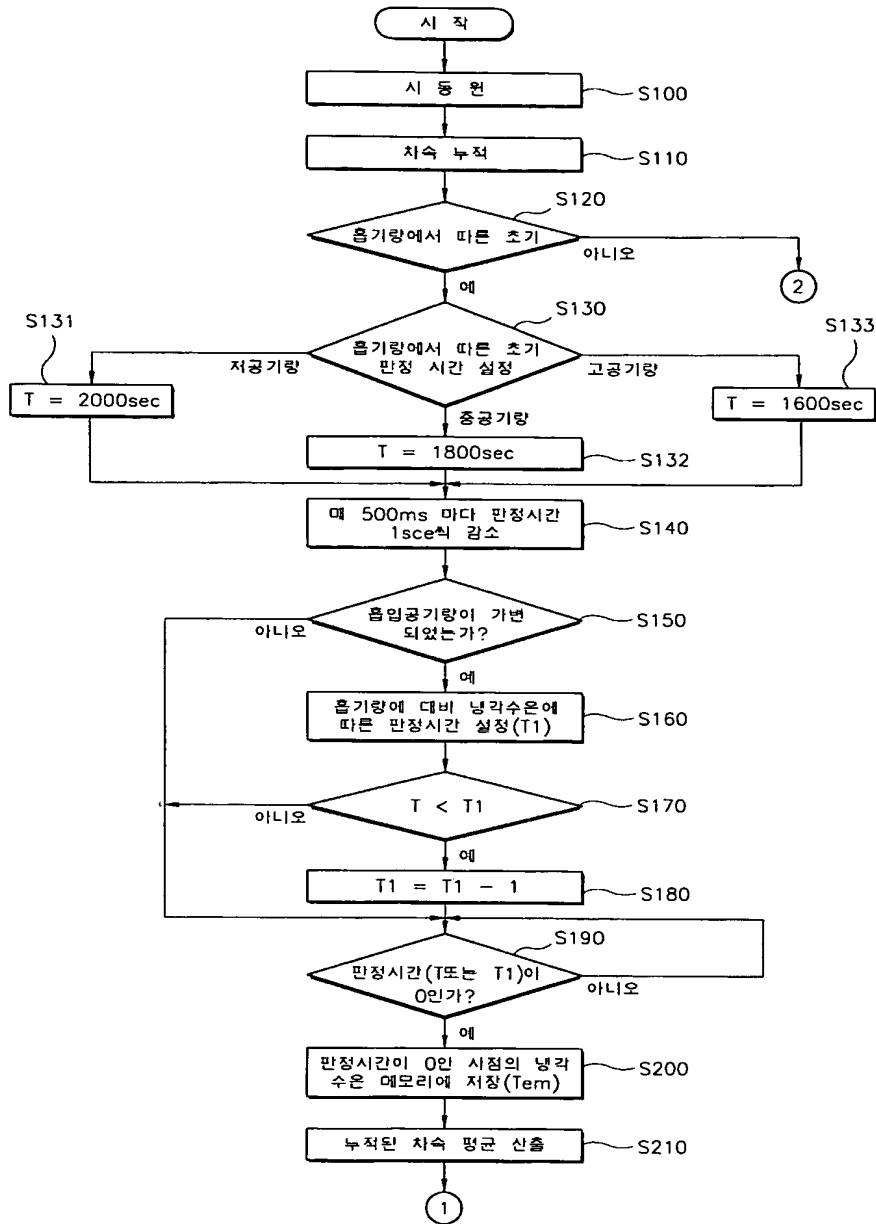 시 작
시 동 원
S100
차속 누적
S110
S120
흡기량에서 따른 초기
아니오
2
예
S130
S131
S133
흡기량에서 따른 초기
판정 시간 설정
저공기량
고공기량
T = 2000sec
T = 1600sec
중공기량
T = 1800sec
S132
매 500ms 마다 판정시간
1sce씩 감소
S140
흡입공기량이 가변
되었는가?
S150
아니오
예
흡기량에 대비 냉각수온에
따른 판정시간 설정(T1)
S160
T < T1
S170
아니오
예
T1 = T1 - 1
S180
S190
판정시간(T또는 T1)이
0인가?
아니오
예
판정시간이 0안 시점의 냉각
수온 메모리에 저장(Tem)
S200
누적된 차속 평균 산출
S210
1